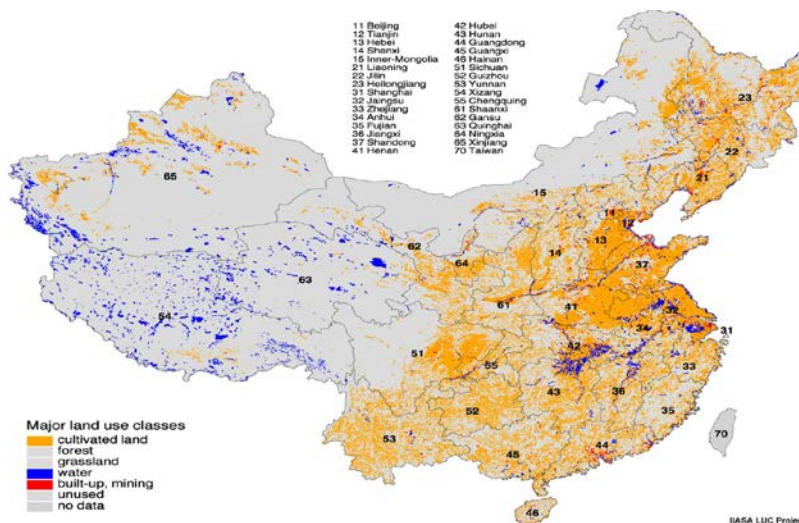 11 Beijing
12 Tianjin
13 Hebei
14 Shanxi
15 Inner-Mongolia
21 Liaoning
22 Jilin
23 Heilongjiang
31 Shanghai
32 Jaingsu
33 Zhejiang
34 Anhui
35 Fujian
36 Jiangxi
37 Shandong
41 Henan
42 Hubei
43 Hunan
44 Guangdong
45 Guangxi
46 Hainan
51 Sichuan
52 Guizhou
53 Yunnan
54 Xizang
55 Chengquing
61 Shaanxi
62 Gansu
63 Quinghai
64 Ningxia
65 Xinjiang
70 Taiwan
23
22
21
65
15
11
12
62
13
14
64
37
63
61
41
32
54
34
31
42
51
55
33
43
36
52
35
53
70
44
45
46
Major land use classes
cultivated land
forest
grassland
water
built-up, mining
unused
no data
IIASA LUC Projec